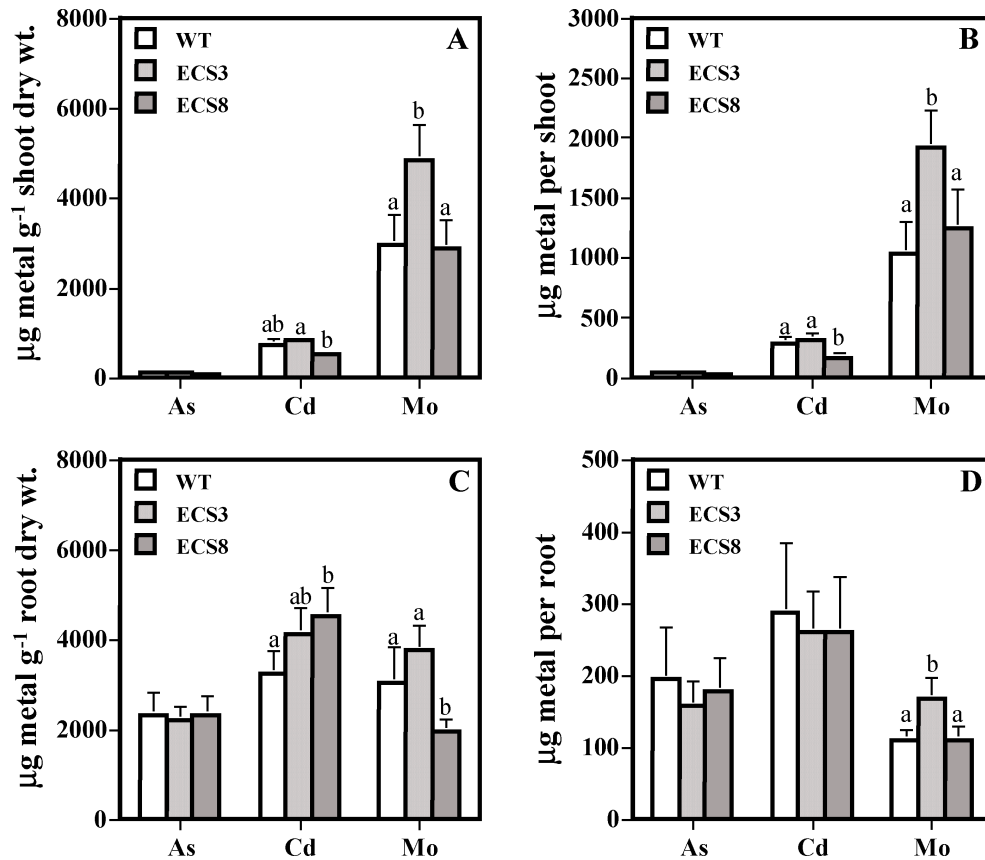 A
µg metal g⁻¹ shoot dry wt.
8000
6000
4000
2000
0
WT
ECS3
ECS8
ab
a
b
a
b
a
As
Cd
Mo
B
µg metal per shoot
3000
2500
2000
1500
1000
500
0
WT
ECS3
ECS8
a
a
b
a
b
a
As
Cd
Mo
C
µg metal g⁻¹ root dry wt.
8000
6000
4000
2000
0
WT
ECS3
ECS8
a
ab
b
a
a
b
As
Cd
Mo
D
µg metal per root
500
400
300
200
100
0
WT
ECS3
ECS8
a
b
a
As
Cd
Mo